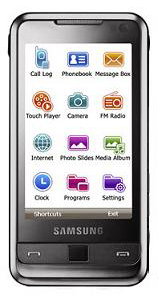 Call Log Phonebook Message Box
Touch Player Camera FM Radio
Internet Photo Slides Media Album
Clock Programs Settings
Shortcuts Exit
SAMSUNG